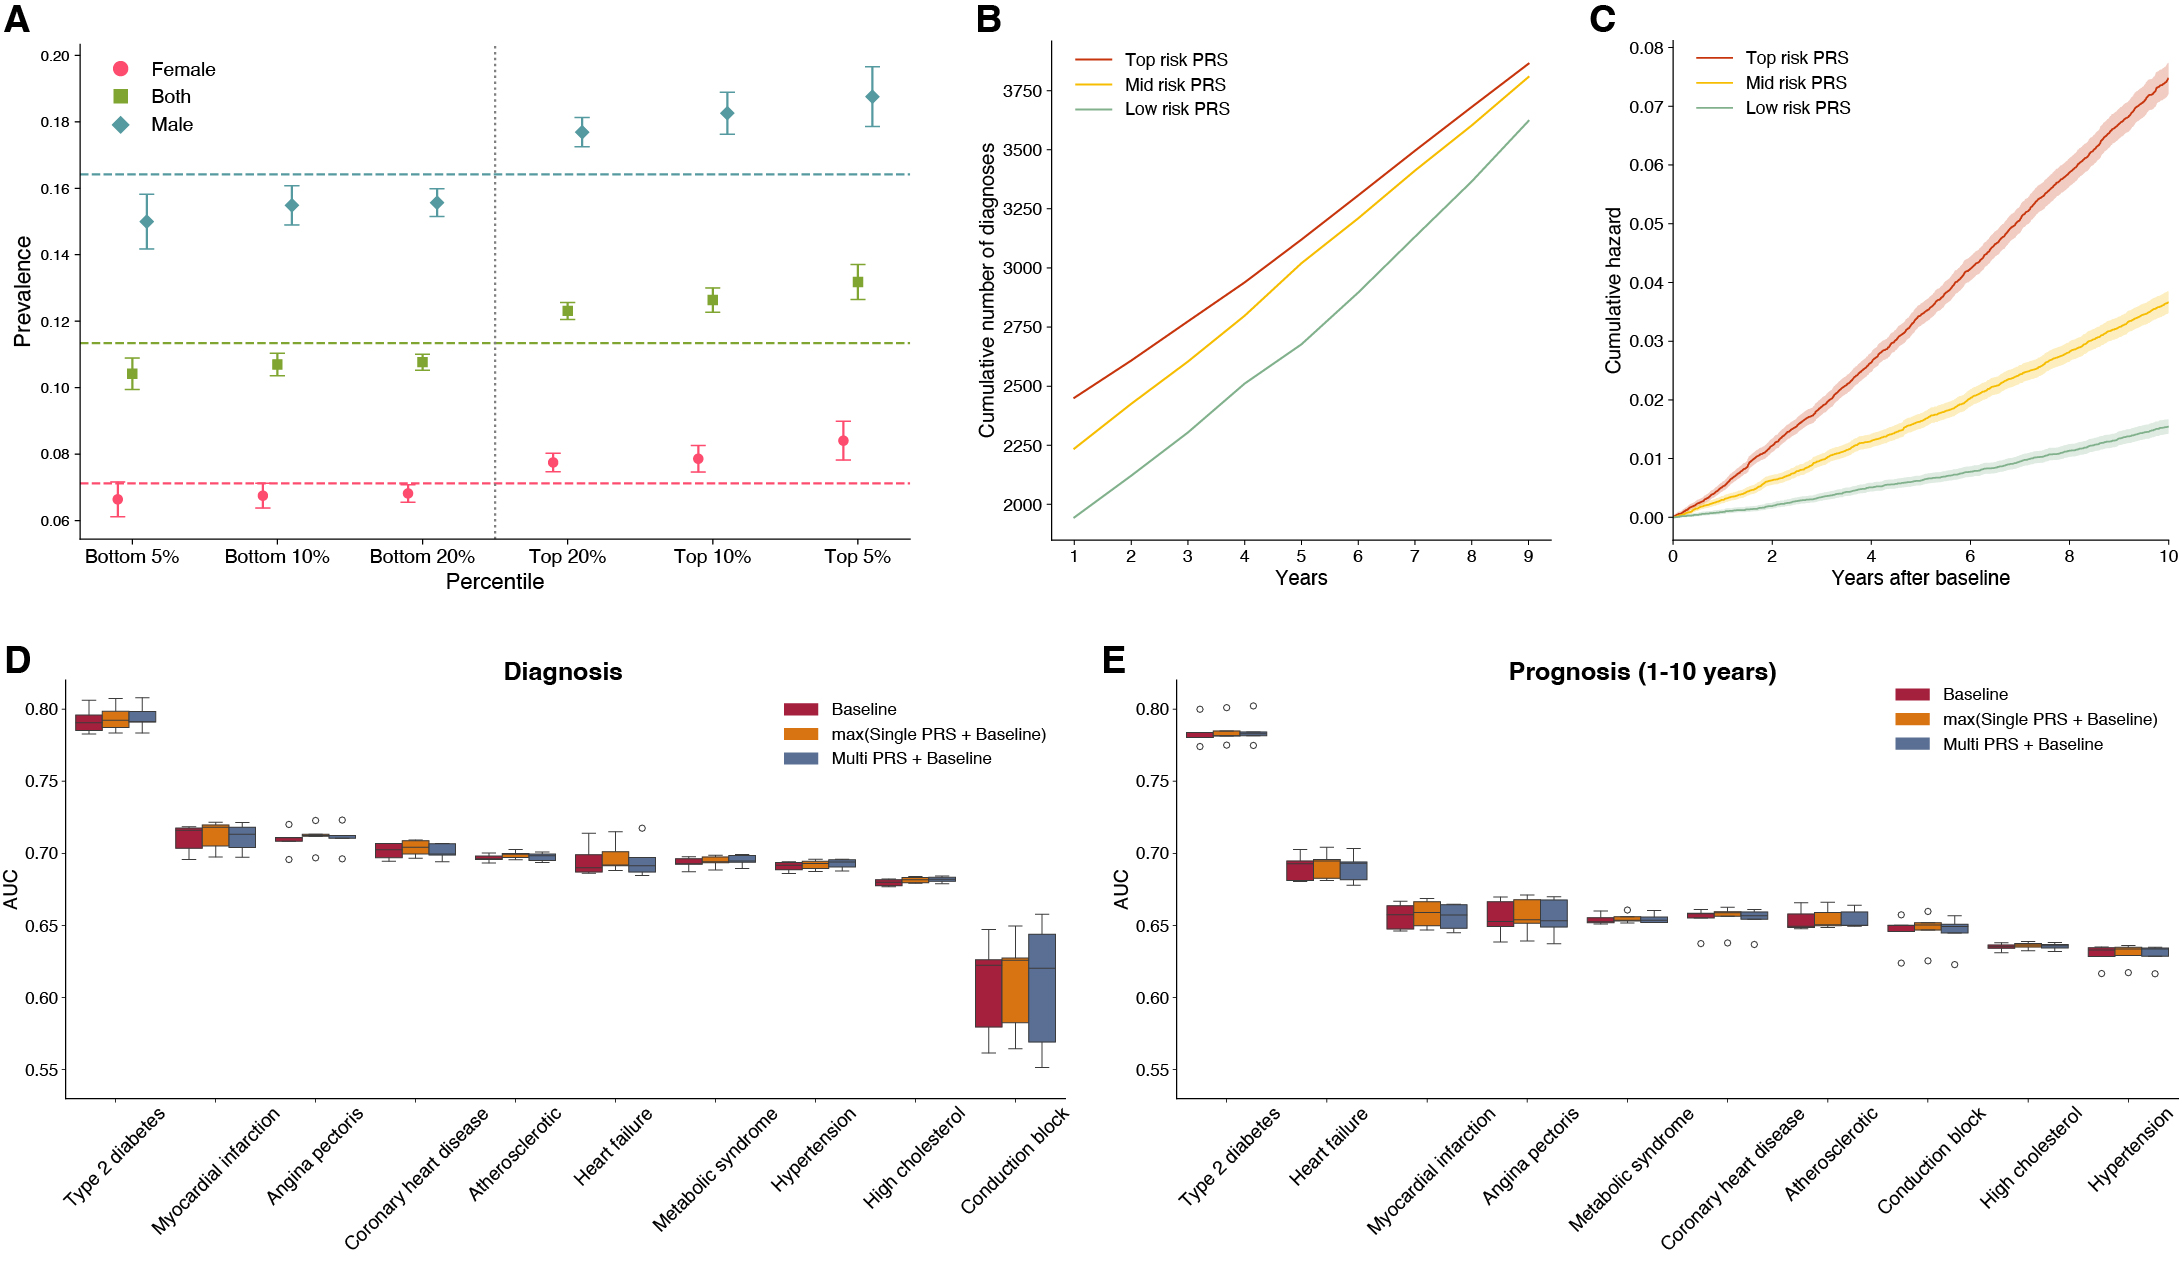 A
Prevalence
0.20
0.18
0.16
0.14
0.12
0.10
0.08
0.06
Female
Both
Male
Bottom 5%
Bottom 10%
Bottom 20%
Top 20%
Top 10%
Top 5%
Percentile
B
Cumulative number of diagnoses
3750
3500
3250
3000
2750
2500
2250
2000
Top risk PRS
Mid risk PRS
Low risk PRS
1 2 3 4 5 6 7 8 9
Years
C
Cumulative hazard
0.08
0.07
0.06
0.05
0.04
0.03
0.02
0.01
0.00
Top risk PRS
Mid risk PRS
Low risk PRS
0 2 4 6 8 10
Years after baseline
D
Diagnosis
AUC
0.80
0.75
0.70
0.65
0.60
0.55
Baseline
max(Single PRS + Baseline)
Multi PRS + Baseline
Type 2 diabetes
Myocardial infarction
Angina pectoris
Coronary heart disease
Atherosclerotic
Heart failure
Metabolic syndrome
Hypertension
High cholesterol
Conduction block
E
Prognosis (1-10 years)
AUC
0.80
0.75
0.70
0.65
0.60
0.55
Baseline
max(Single PRS + Baseline)
Multi PRS + Baseline
Type 2 diabetes
Heart failure
Myocardial infarction
Angina pectoris
Metabolic syndrome
Coronary heart disease
Atherosclerotic
Conduction block
High cholesterol
Hypertension